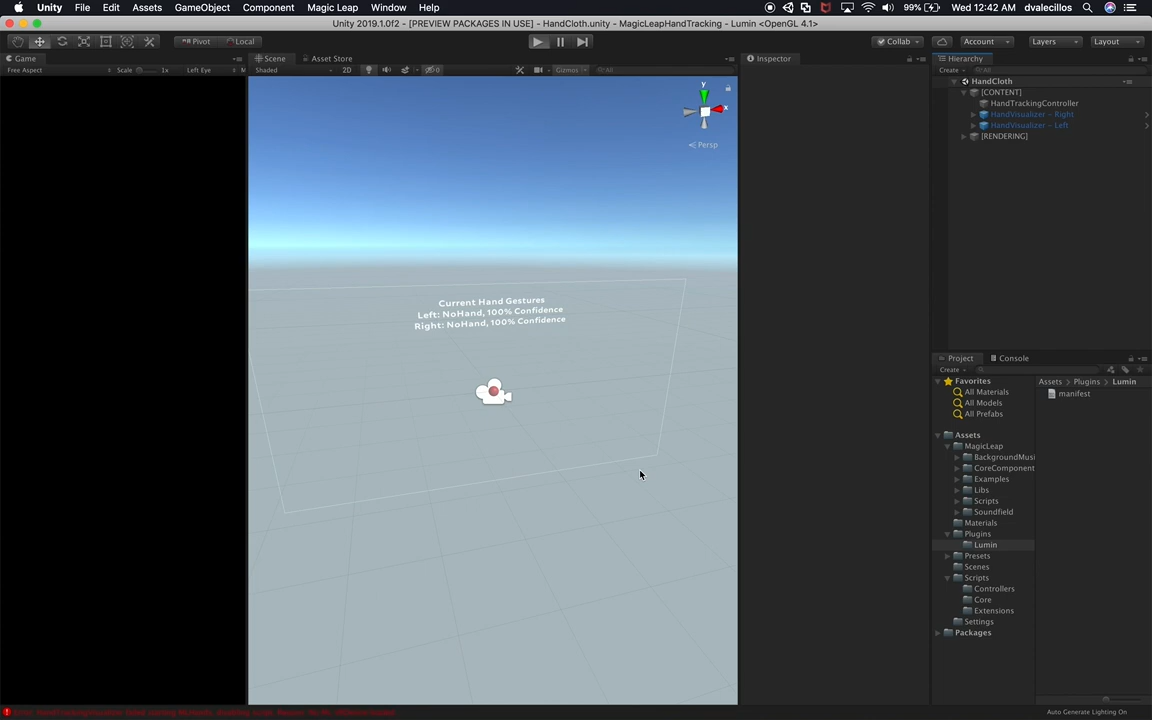 Unity File Edit Assets GameObject Component Magic Leap Window Help 99% Wed 12:42 AM dvalecillos
Unity 2019.1.0f2 - [PREVIEW PACKAGES IN USE] - HandCloth.unity - MagicLeapHandTracking - Lumin <OpenGL 4.1>
Pivot Local Collab Account Layers Layout
Game Scene Asset Store Inspector Hierarchy
Free Aspect Scale 1x Left Eye M Shaded 2D 0 Gizmos All Create All
HandCloth
[CONTENT]
HandTrackingController
HandVisualizer - Right
HandVisualizer - Left
[RENDERING]
y
x
Persp
Current Hand Gestures
Left: NoHand, 100% Confidence
Right: NoHand, 100% Confidence
Project Console
Create
Favorites
All Materials
All Models
All Prefabs
Assets
MagicLeap
BackgroundMusi
CoreComponent
Examples
Libs
Scripts
Soundfield
Materials
Plugins
Lumin
Presets
Scenes
Scripts
Controllers
Core
Extensions
Settings
Packages
Assets Plugins Lumin
manifest
Auto Generate Lighting On